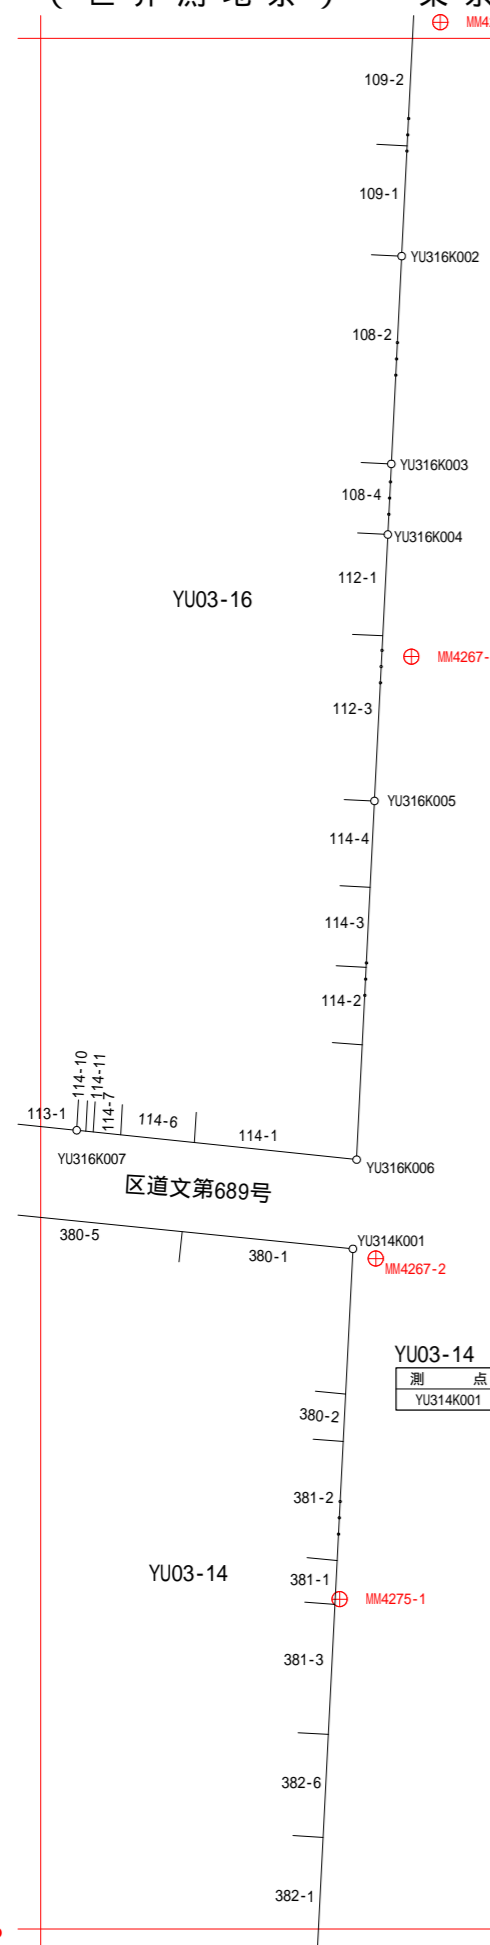 MM4
109-2
109-1
YU316K002
108-2
YU316K003
108-4
YU316K004
112-1
YU03-16
MM4267-
112-3
YU316K005
114-4
114-3
114-2
114-10
114-11
114-7
113-1
114-6
114-1
YU316K007
YU316K006
区道文第689号
380-5
380-1
YU314K001
MM4267-2
YU03-14
測 点
YU314K001
380-2
381-2
YU03-14
381-1
MM4275-1
381-3
382-6
382-1